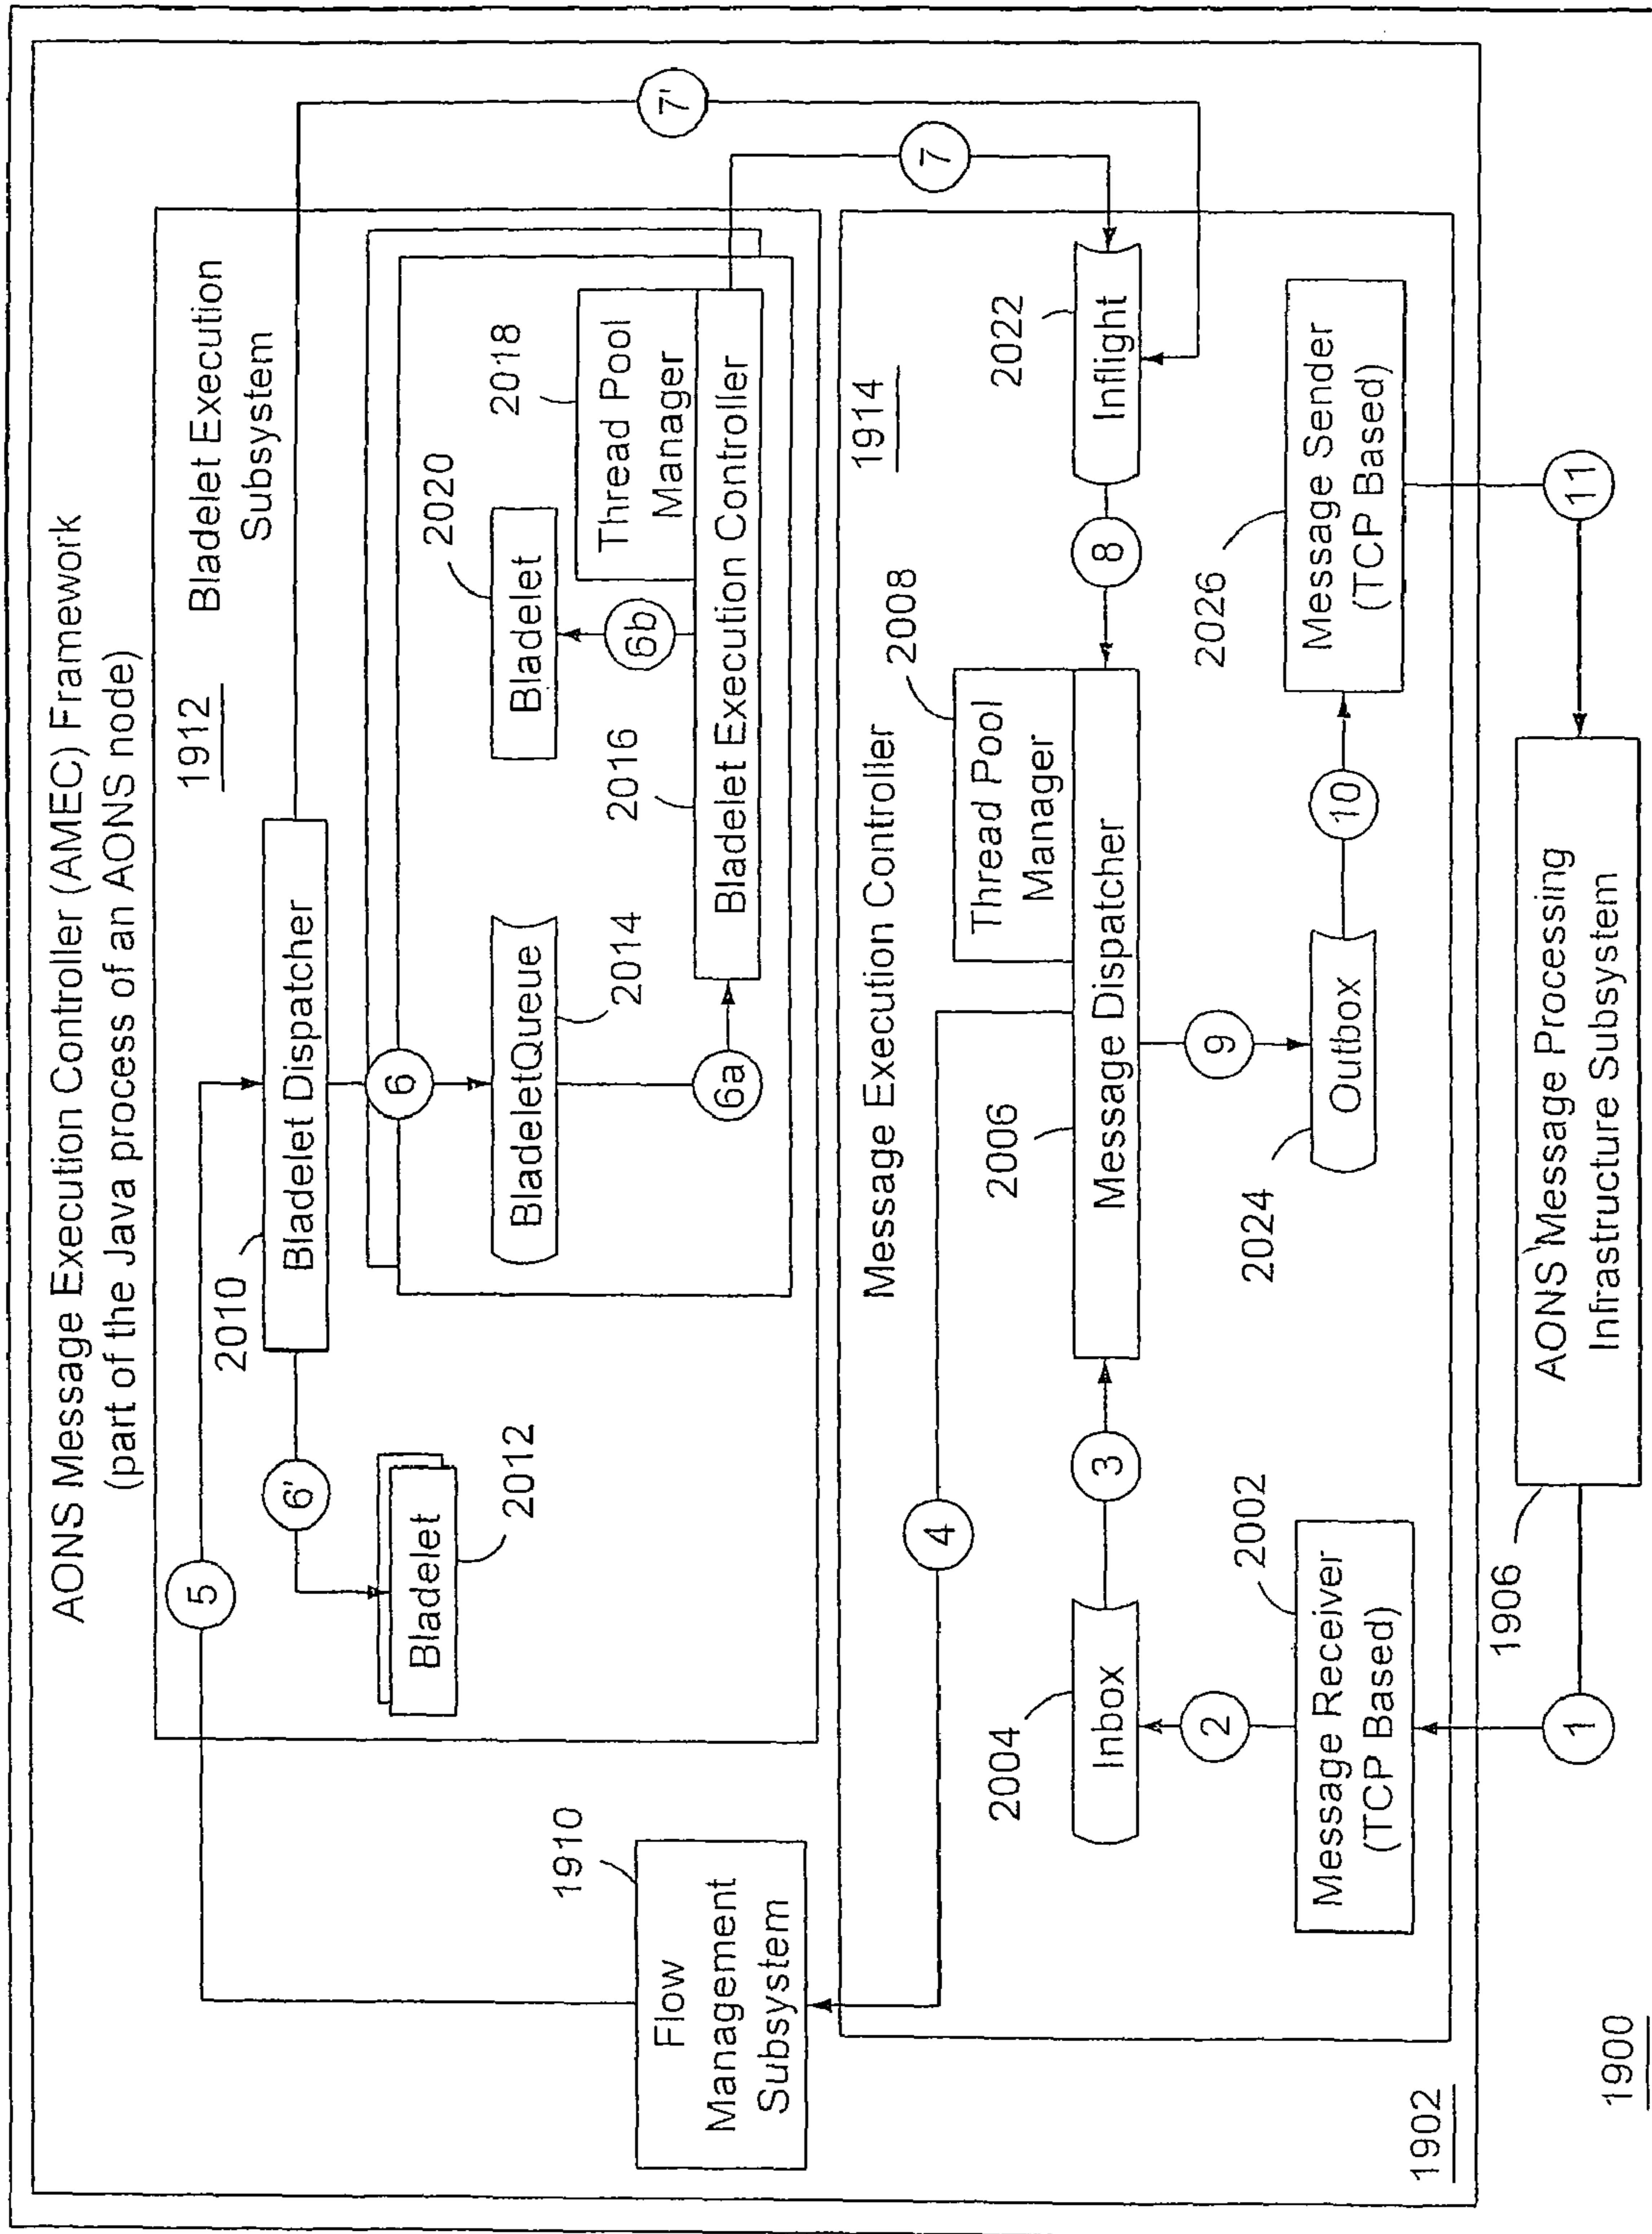 AONS Message Execution Controller (AMEC) Framework
(part of the Java process of an AONS node)
1912
Bladelet Execution
Subsystem
5
2010
Bladelet Dispatcher
6'
7'
Bladelet
2012
6
BladeletQueue
2014
6a
2020
Bladelet
6b
2018
Thread Pool
Manager
2016
Bladelet Execution Controller
7
1910
Flow
Management
Subsystem
Message Execution Controller
1914
4
2008
Thread Pool
Manager
2004
Inbox
3
2006
Message Dispatcher
8
2022
Inflight
2
9
2002
Message Receiver
(TCP Based)
2024
Outbox
10
2026
Message Sender
(TCP Based)
1902
1
1906
AONS Message Processing
Infrastructure Subsystem
11
1900